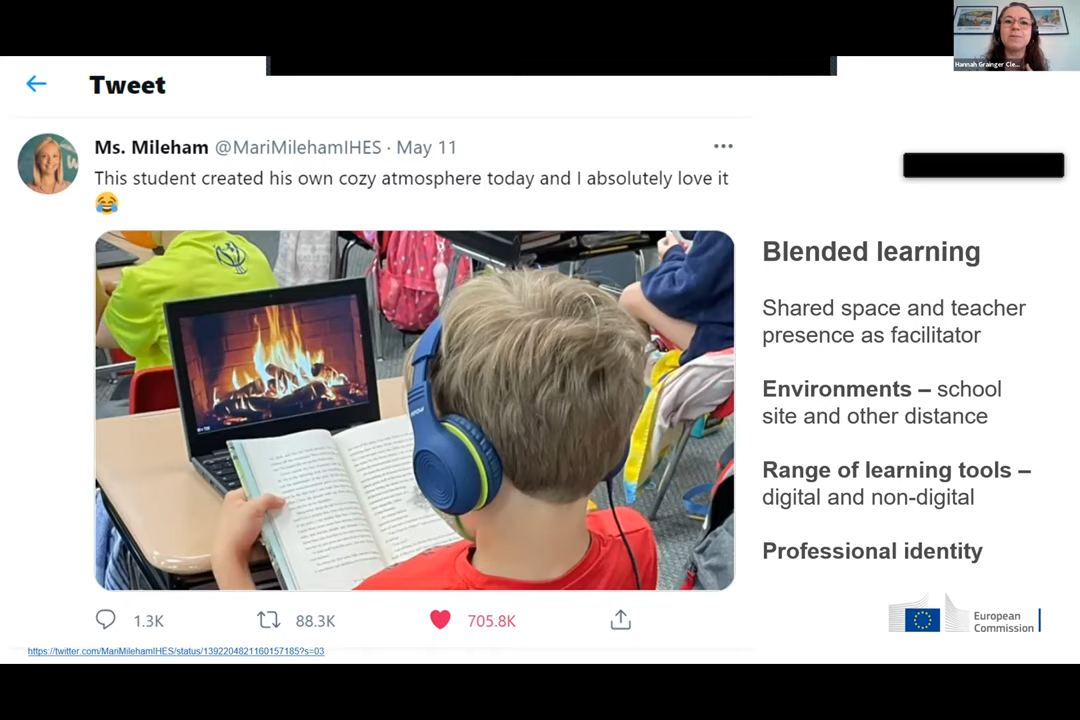 Hannah Grainger Cle...
Tweet
Ms. Mileham @MariMilehamIHES · May 11
This student created his own cozy atmosphere today and I absolutely love it
😂
Blended learning
Shared space and teacher
presence as facilitator
Environments – school
site and other distance
Range of learning tools –
digital and non-digital
Professional identity
1.3K
88.3K
705.8K
European
Commission
https://twitter.com/MariMilehamIHES/status/1392204821160157185?s=03